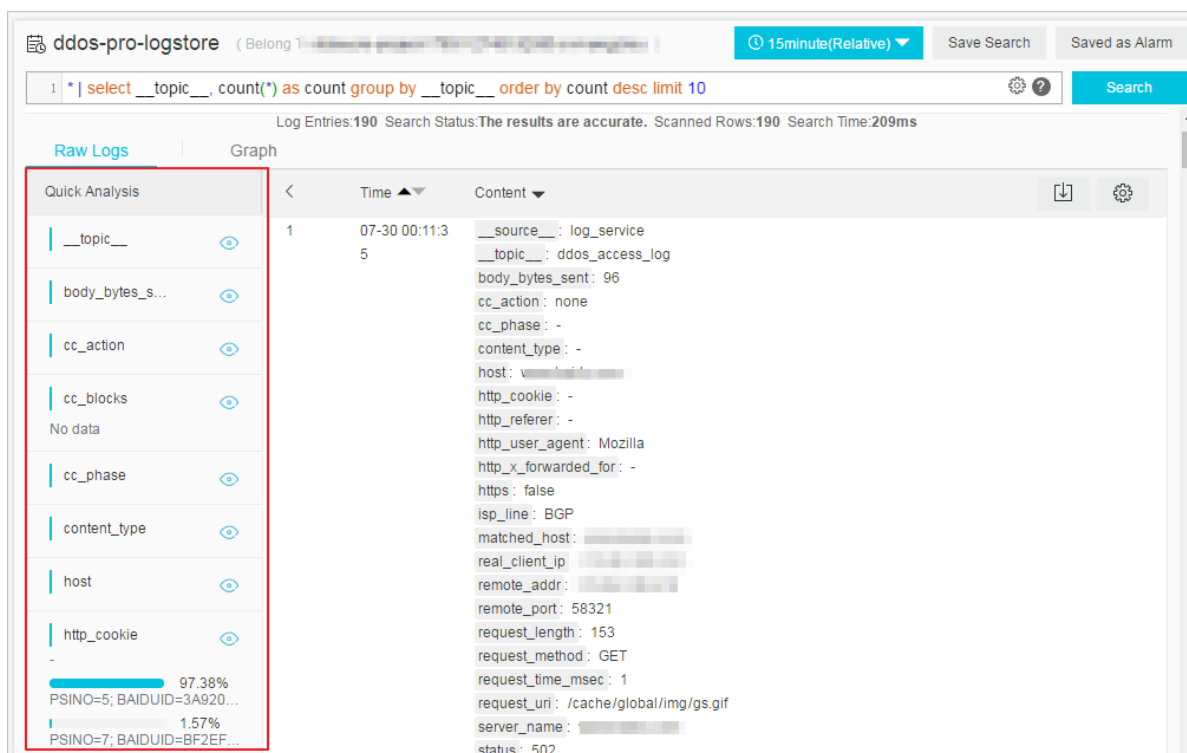 ddos-pro-logstore ( Belong
15minute(Relative)
Save Search
Saved as Alarm
1 * | select __topic__, count(*) as count group by __topic__ order by count desc limit 10
Search
Log Entries:190 Search Status:The results are accurate. Scanned Rows:190 Search Time:209ms
Raw Logs
Graph
Quick Analysis
Time
Content
__topic__
body_bytes_s...
cc_action
cc_blocks
No data
cc_phase
content_type
host
http_cookie
-
97.38%
PSINO=5; BAIDUID=3A920...
1.57%
PSINO=7; BAIDUID=BF2EF...
1
07-30 00:11:3
5
__source__ : log_service
__topic__ : ddos_access_log
body_bytes_sent : 96
cc_action : none
cc_phase : -
content_type : -
host :
http_cookie : -
http_referer : -
http_user_agent : Mozilla
http_x_forwarded_for : -
https : false
isp_line : BGP
matched_host :
real_client_ip
remote_addr :
remote_port : 58321
request_length : 153
request_method : GET
request_time_msec : 1
request_uri : /cache/global/img/gs.gif
server_name :
status : 502